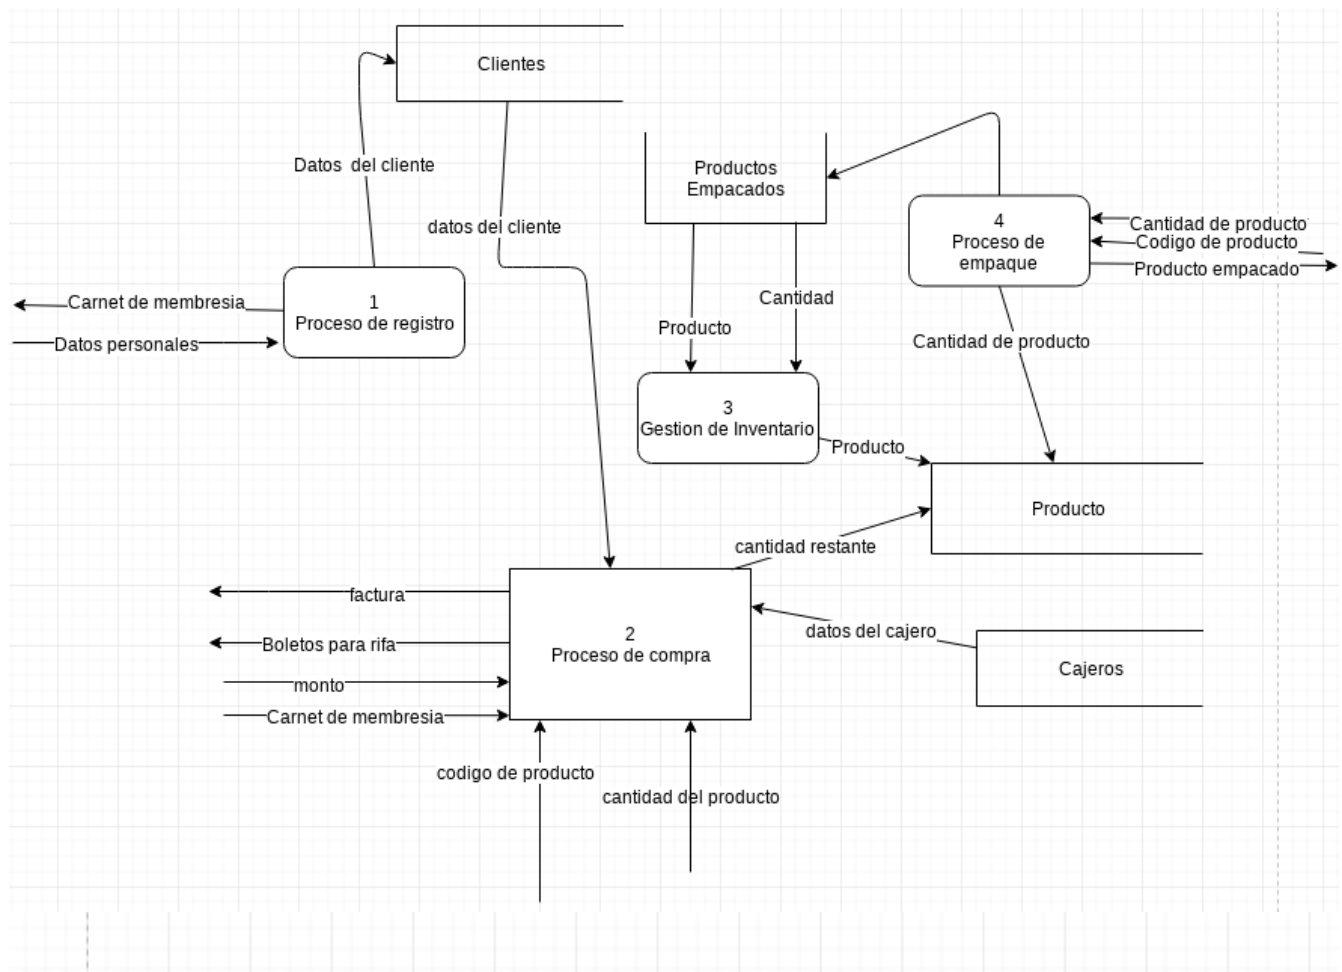 Clientes
Datos  del cliente
datos del cliente
Productos
Empacados
4
Proceso de
empaque
Cantidad de producto
Codigo de producto
Producto empacado
Carnet de membresia
Datos personales
1
Proceso de registro
Cantidad
Producto
Cantidad de producto
3
Gestion de Inventario
Producto
Producto
cantidad restante
factura
Boletos para rifa
monto
Carnet de membresia
2
Proceso de compra
datos del cajero
Cajeros
codigo de producto
cantidad del producto